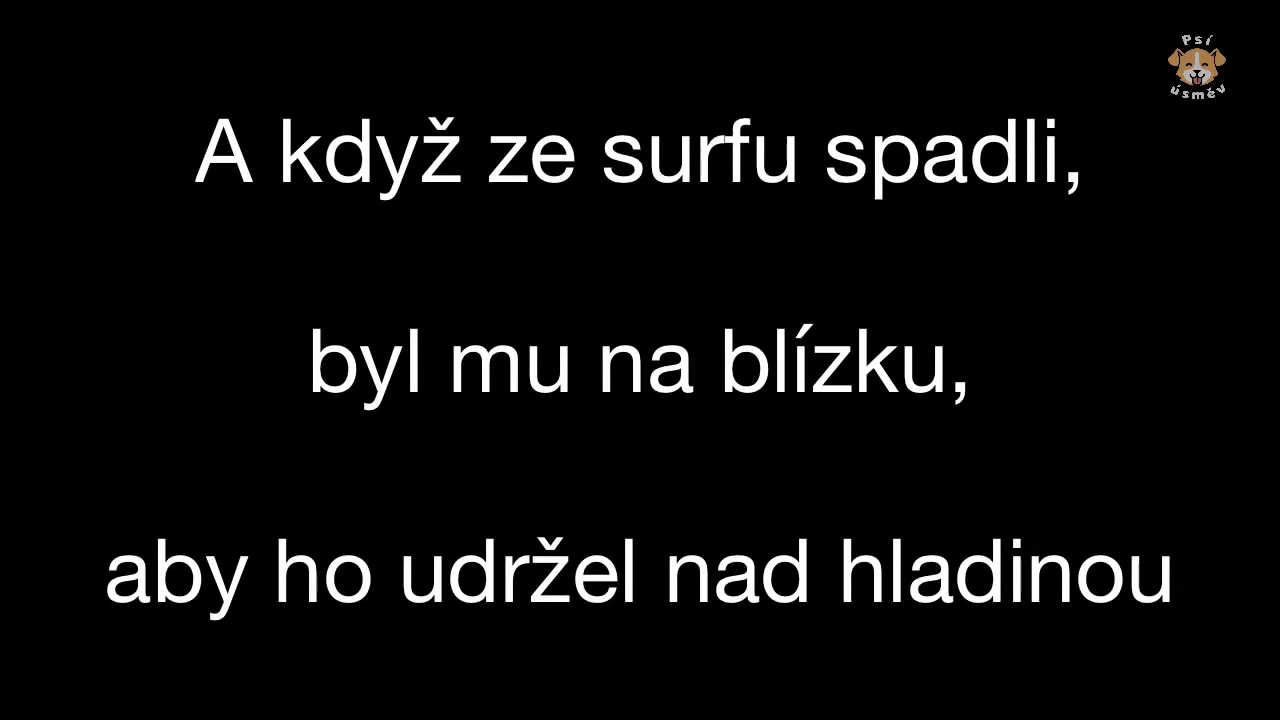 Psí
úsměv
A když ze surfu spadli,
byl mu na blízku,
aby ho udržel nad hladinou